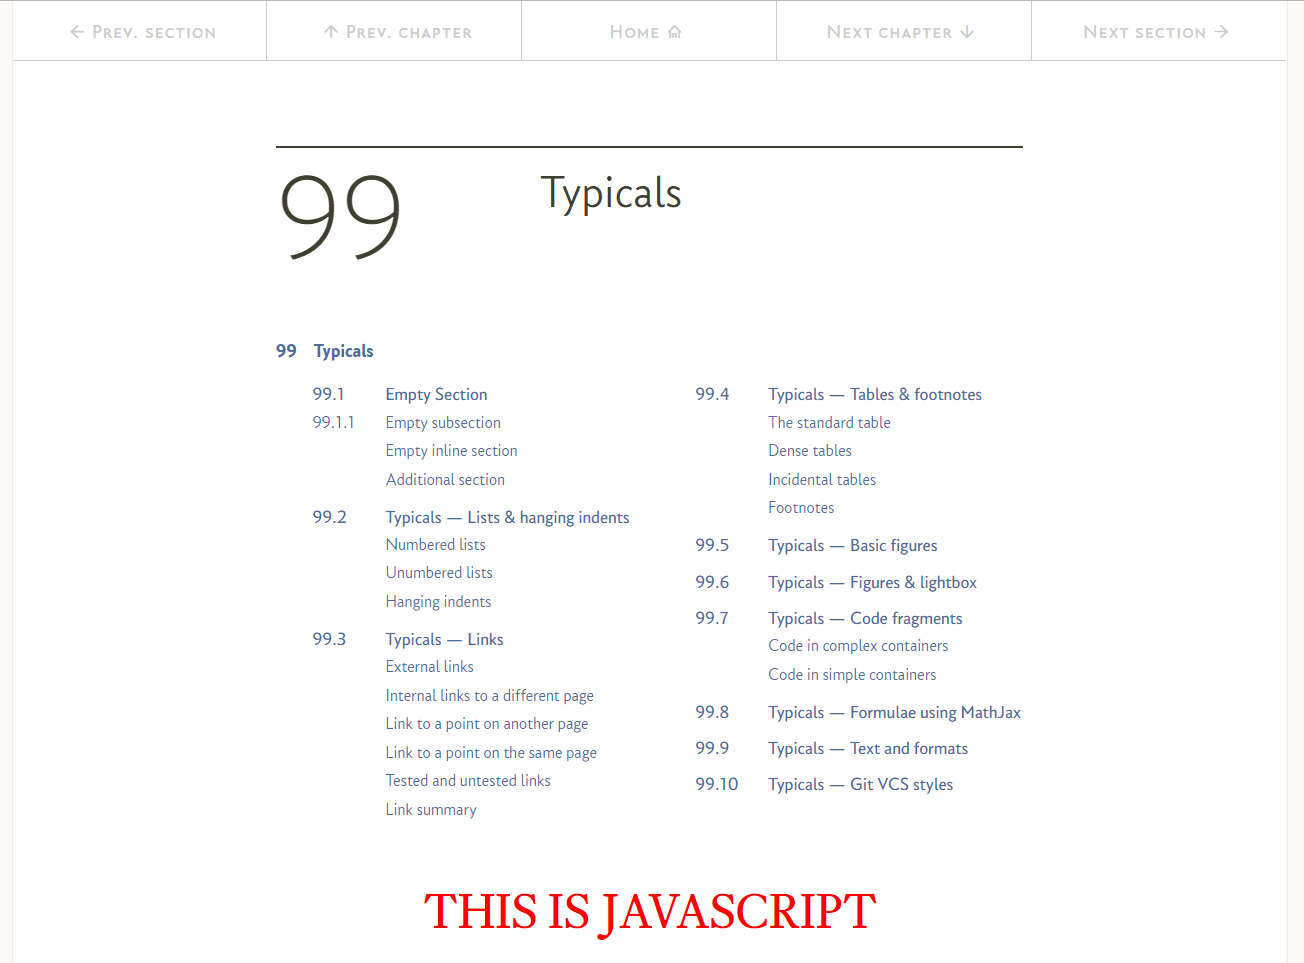 ← Prev. section
↑ Prev. chapter
Home
Next chapter ↓
Next section →
99 Typicals
99 Typicals
99.1 Empty Section
99.1.1 Empty subsection
Empty inline section
Additional section
99.2 Typicals — Lists & hanging indents
Numbered lists
Unumbered lists
Hanging indents
99.3 Typicals — Links
External links
Internal links to a different page
Link to a point on another page
Link to a point on the same page
Tested and untested links
Link summary
99.4 Typicals — Tables & footnotes
The standard table
Dense tables
Incidental tables
Footnotes
99.5 Typicals — Basic figures
99.6 Typicals — Figures & lightbox
99.7 Typicals — Code fragments
Code in complex containers
Code in simple containers
99.8 Typicals — Formulae using MathJax
99.9 Typicals — Text and formats
99.10 Typicals — Git VCS styles
THIS IS JAVASCRIPT